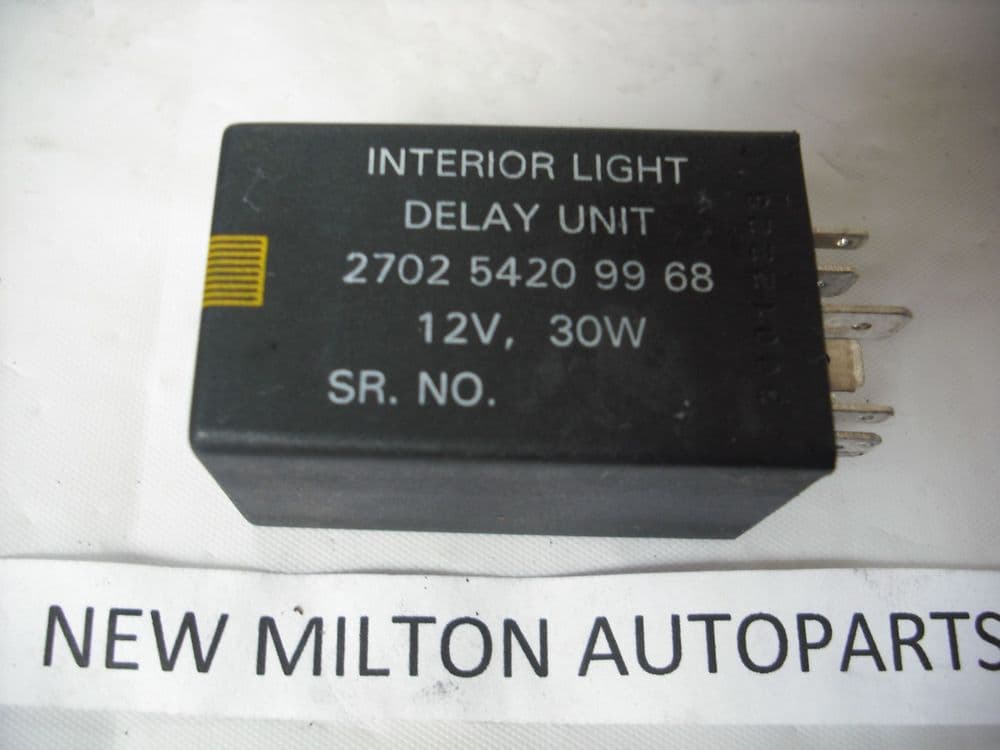 INTERIOR LIGHT
DELAY UNIT
2702 5420 99 68
12V, 30W
SR. NO.
NEW MILTON AUTOPARTS